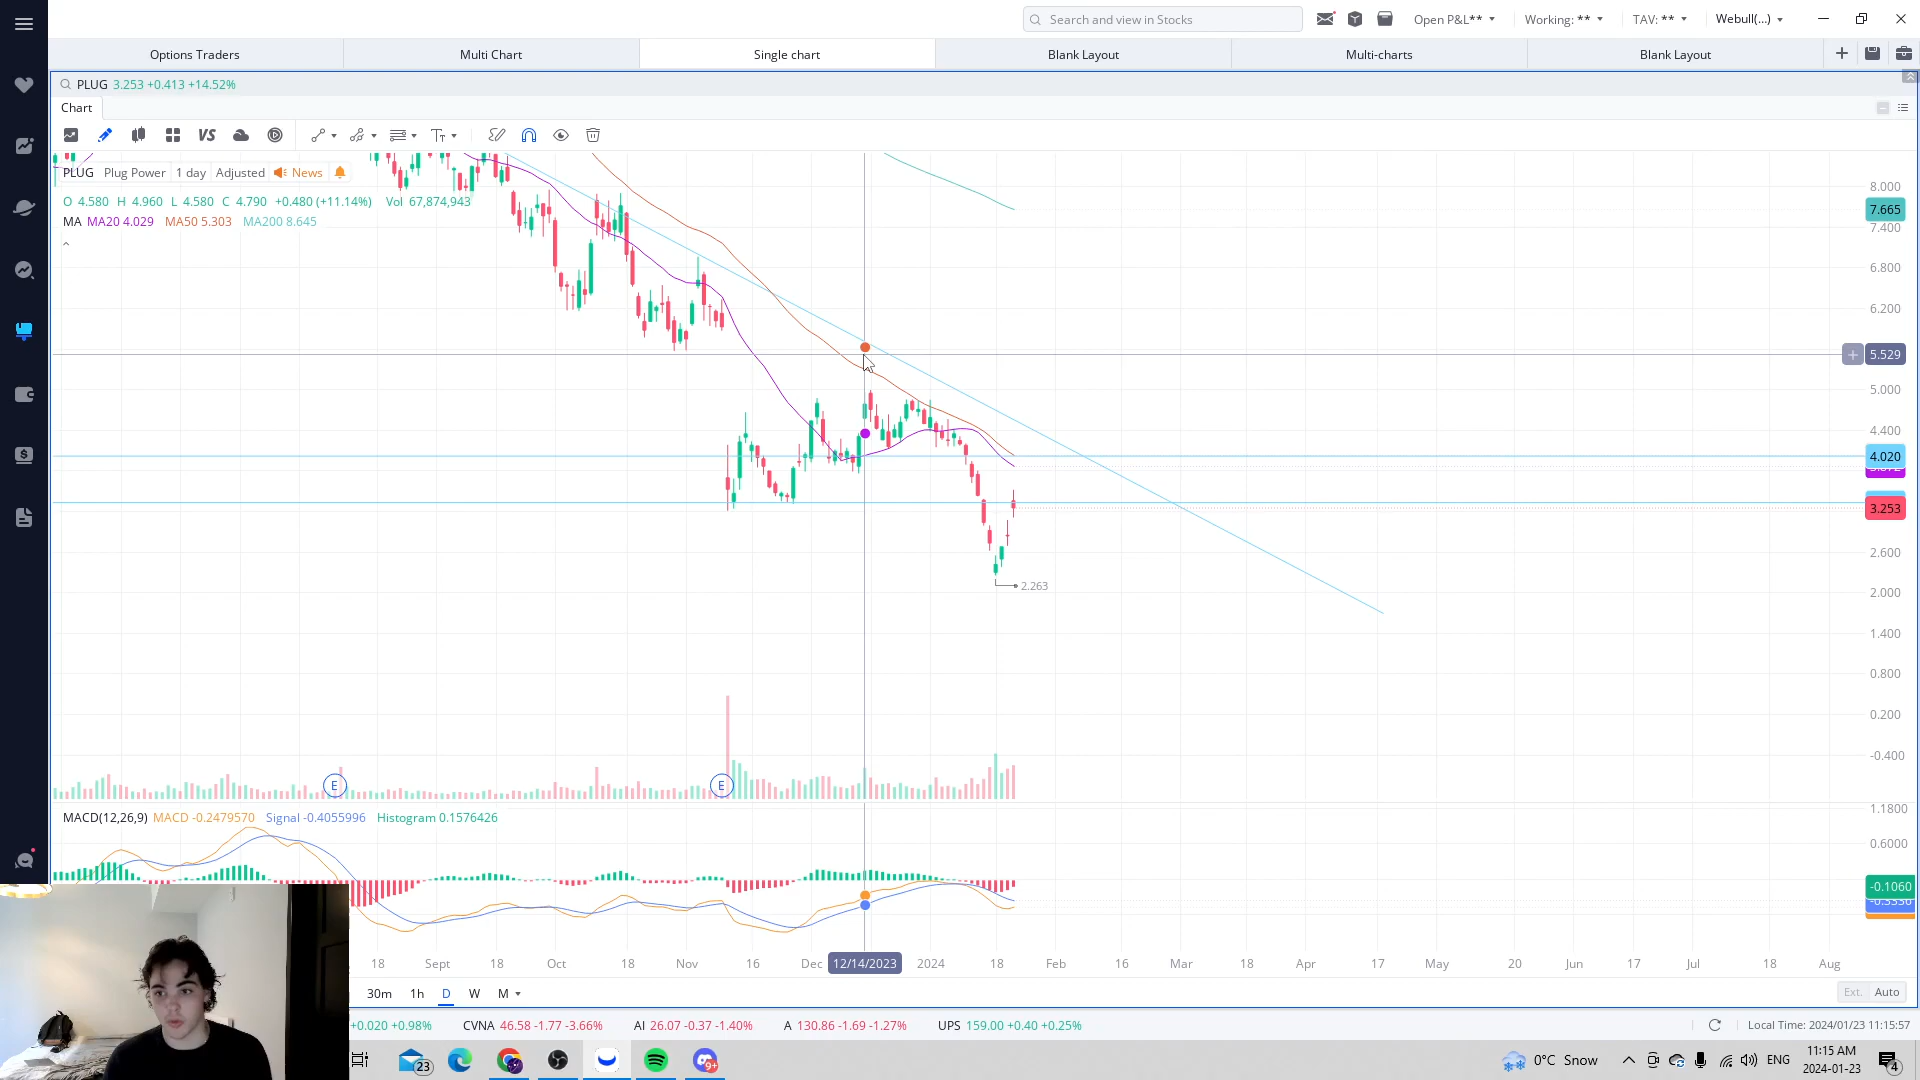 Search and view in Stocks
Open P&L** Working: ** TAV: ** Webull(...)
Options Traders Multi Chart Single chart Blank Layout Multi-charts Blank Layout
PLUG 3.253 +0.413 +14.52%
Chart
VS
PLUG Plug Power 1 day Adjusted News
O 4.580 H 4.960 L 4.580 C 4.790 +0.480 (+11.14%) Vol 67,874,943
MA MA20 4.029 MA50 5.303 MA200 8.645
8.000
7.665
7.400
6.800
6.200
5.529
5.000
4.400
4.020
3.253
2.600
2.263
2.000
1.400
0.800
0.200
-0.400
E E
MACD(12,26,9) MACD -0.2479570 Signal -0.4055996 Histogram 0.1576426
1.1800
0.6000
-0.1060
18 Sept 18 Oct 18 Nov 16 Dec 12/14/2023 2024 18 Feb 16 Mar 18 Apr 17 May 20 Jun 17 Jul 18 Aug
30m 1h D W M
Ext. Auto
+0.020 +0.98% CVNA 46.58 -1.77 -3.66% AI 26.07 -0.37 -1.40% A 130.86 -1.69 -1.27% UPS 159.00 +0.40 +0.25%
Local Time: 2024/01/23 11:15:57
23
9+
0°C Snow
ENG
11:15 AM
2024-01-23
4